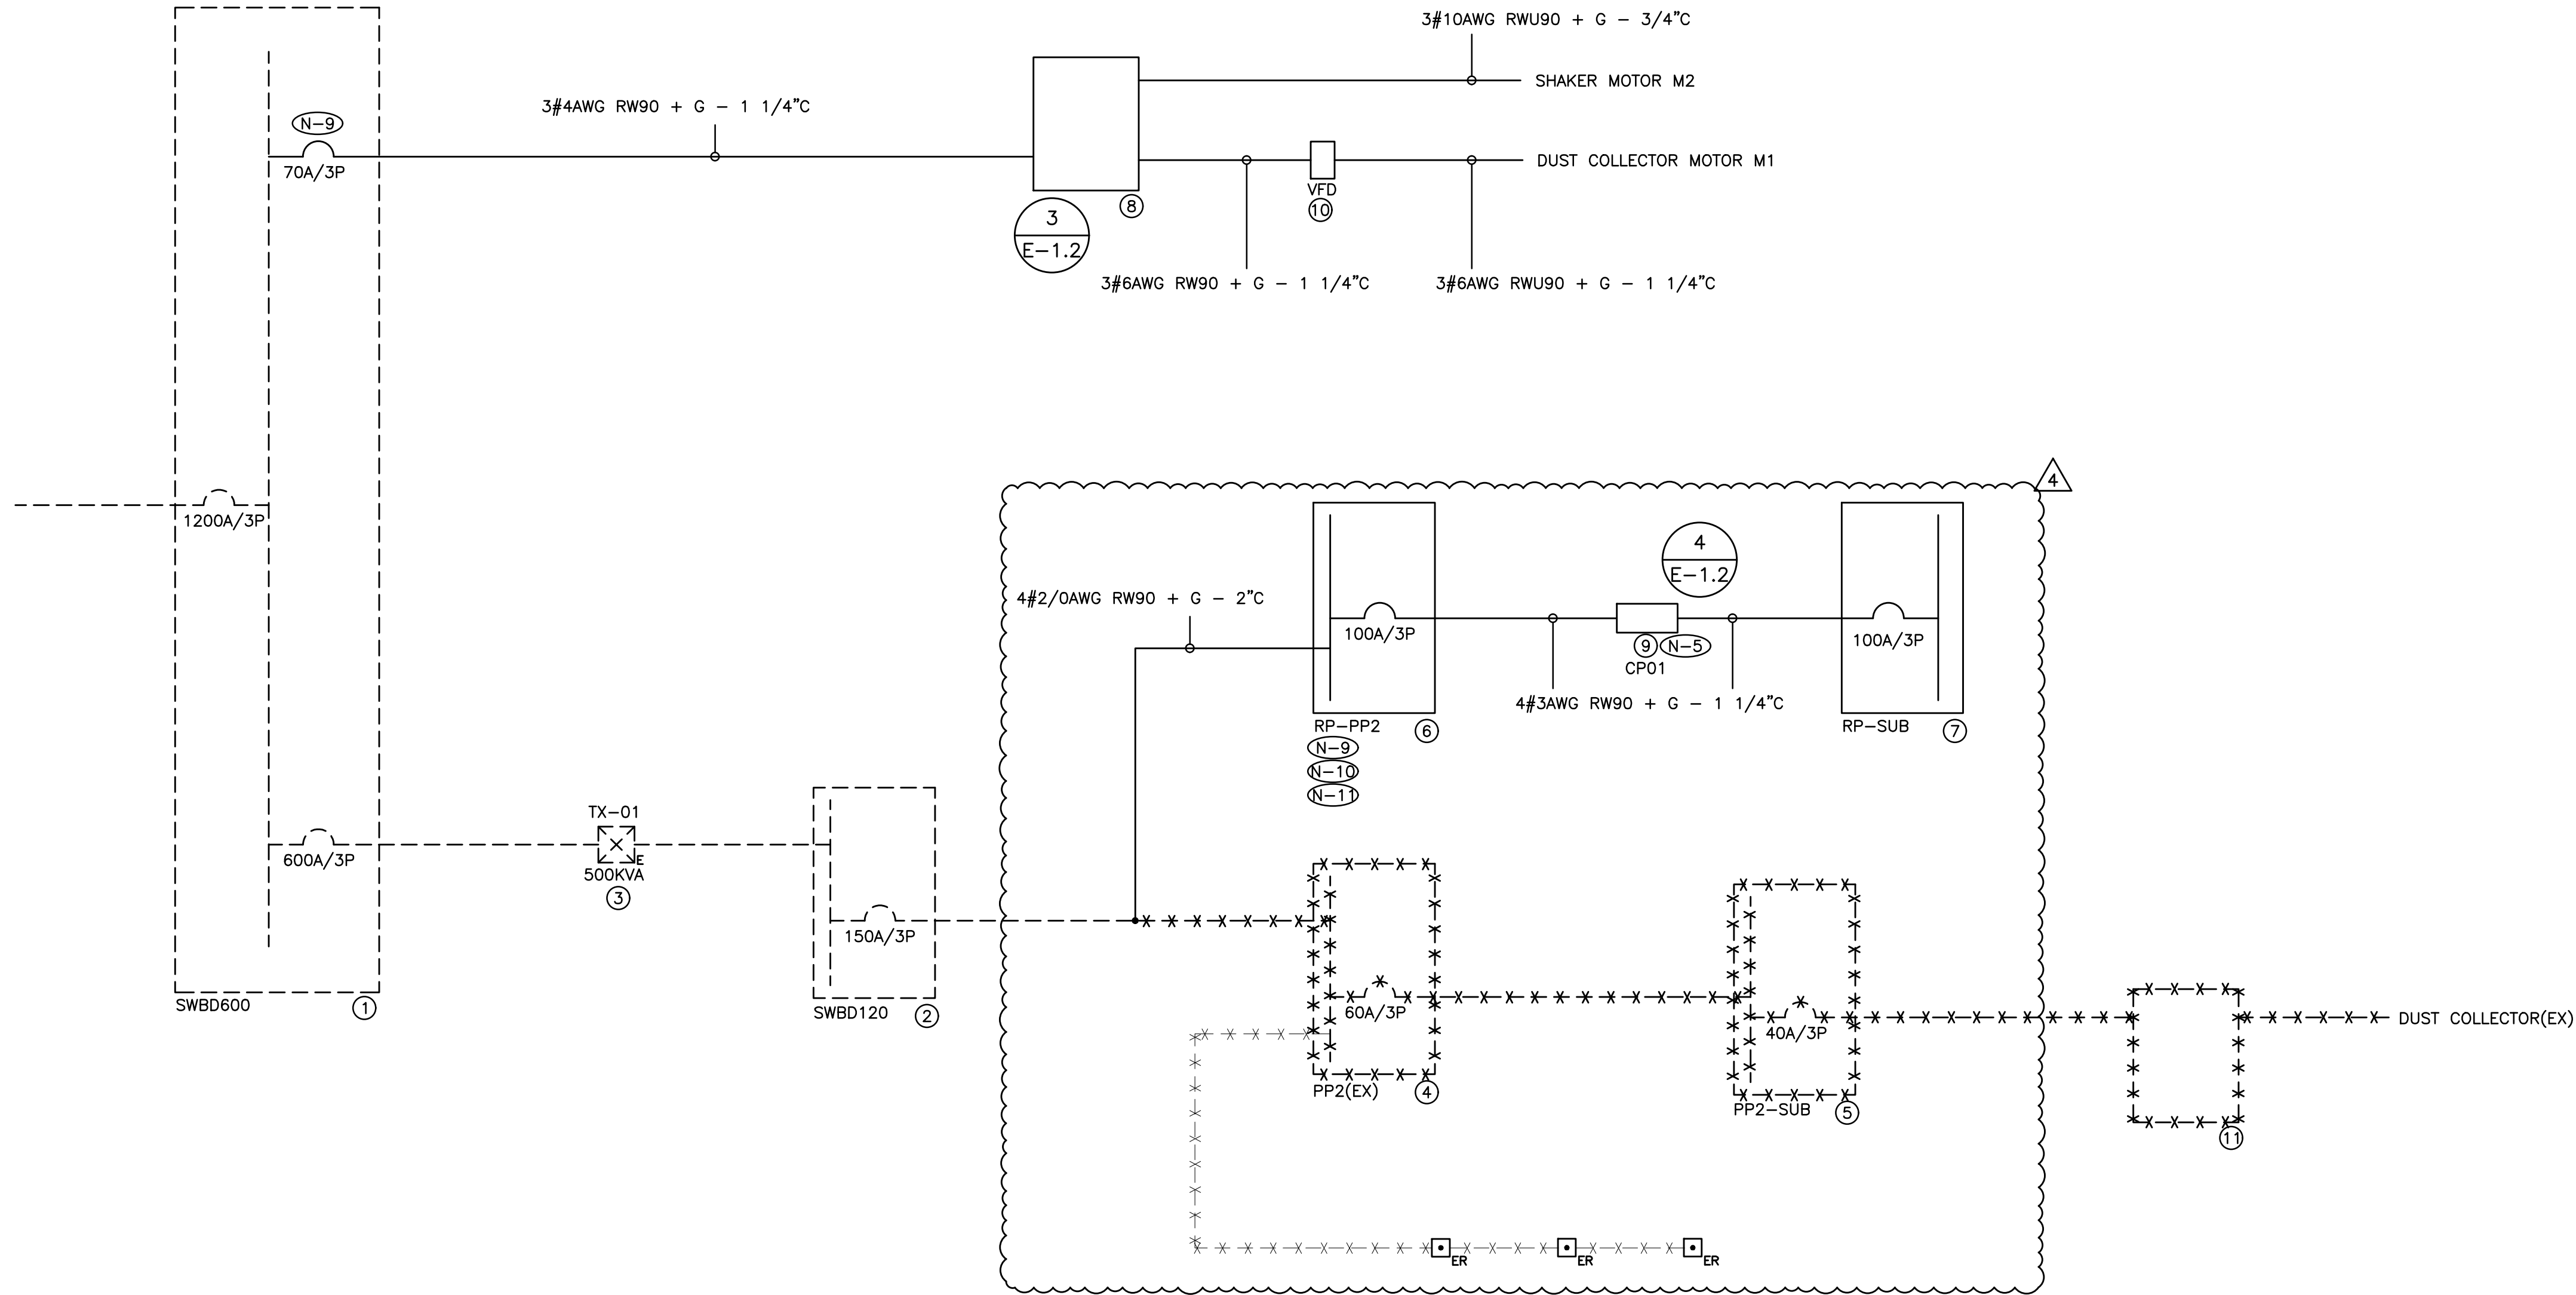 3#10AWG RWU90 + G - 3/4"C
SHAKER MOTOR M2
3#4AWG RW90 + G - 1 1/4"C
N-9
70A/3P
DUST COLLECTOR MOTOR M1
VFD
8
10
3
E-1.2
3#6AWG RW90 + G - 1 1/4"C
3#6AWG RWU90 + G - 1 1/4"C
4
1200A/3P
4
E-1.2
4#2/0AWG RW90 + G - 2"C
100A/3P
9
N-5
100A/3P
CP01
4#3AWG RW90 + G - 1 1/4"C
RP-PP2
6
RP-SUB
7
N-9
N-10
N-11
TX-01
600A/3P
E
500KVA
3
150A/3P
SWBD600
1
SWBD120
2
60A/3P
40A/3P
DUST COLLECTOR(EX)
PP2(EX)
4
PP2-SUB
5
11
ER
ER
ER